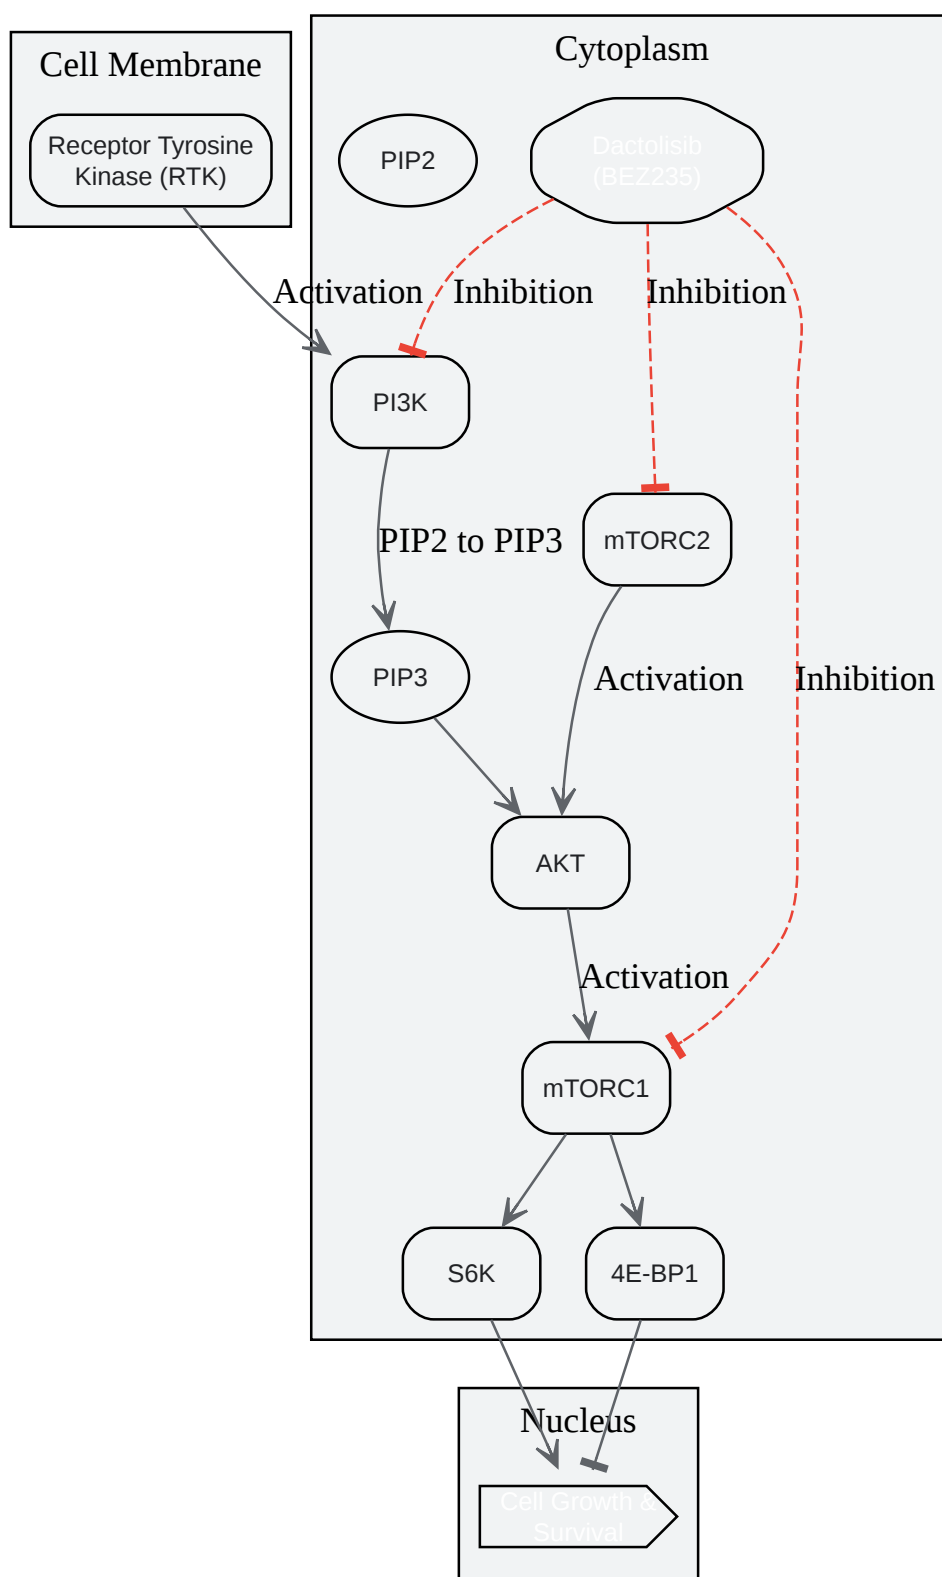 Cell Membrane
Cytoplasm
Receptor Tyrosine
Kinase (RTK)
PIP2
Dactolisib
(BEZ235)
Activation
Inhibition
Inhibition
PI3K
PIP2 to PIP3
mTORC2
PIP3
Activation
Inhibition
AKT
Activation
mTORC1
S6K
4E-BP1
Nucleus
Cell Growth &
Survival